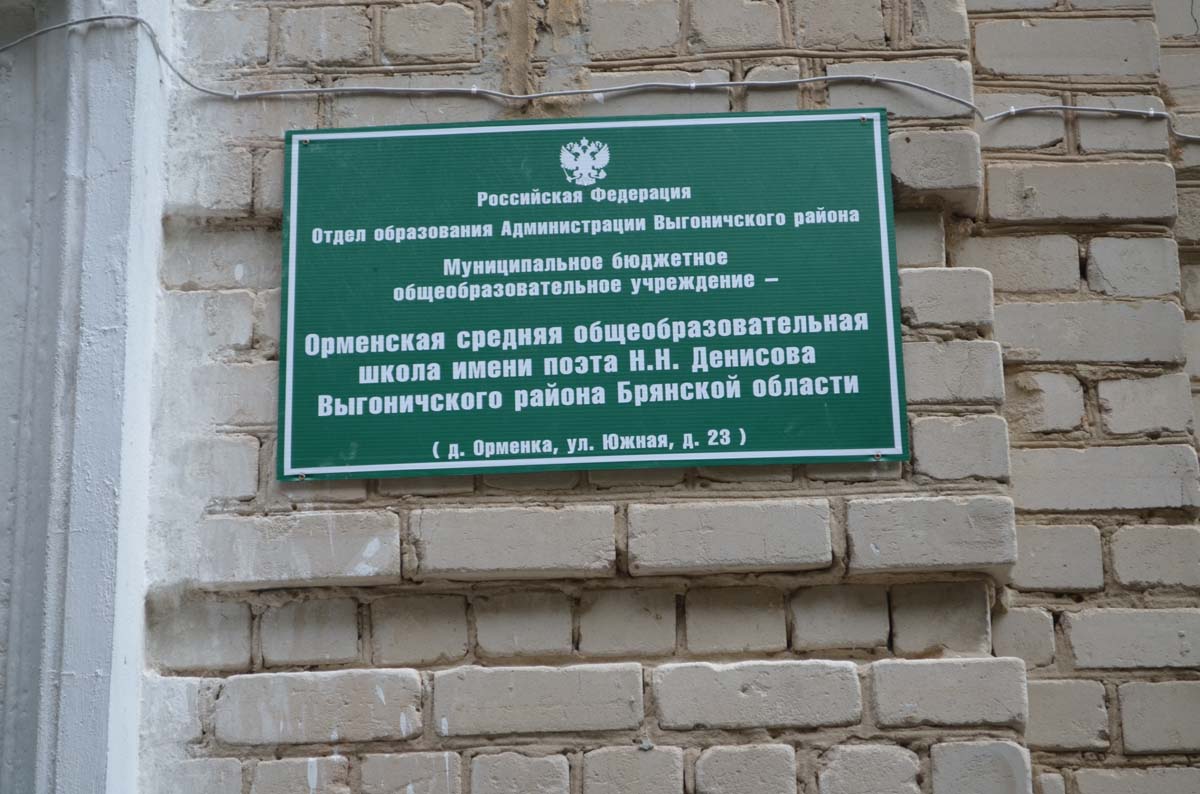 Российская Федерация
Отдел образования Администрации Выгоничского района
Муниципальное бюджетное
общеобразовательное учреждение –
Орменская средняя общеобразовательная
школа имени поэта Н.Н. Денисова
Выгоничского района Брянской области
( д. Орменка, ул. Южная, д. 23 )